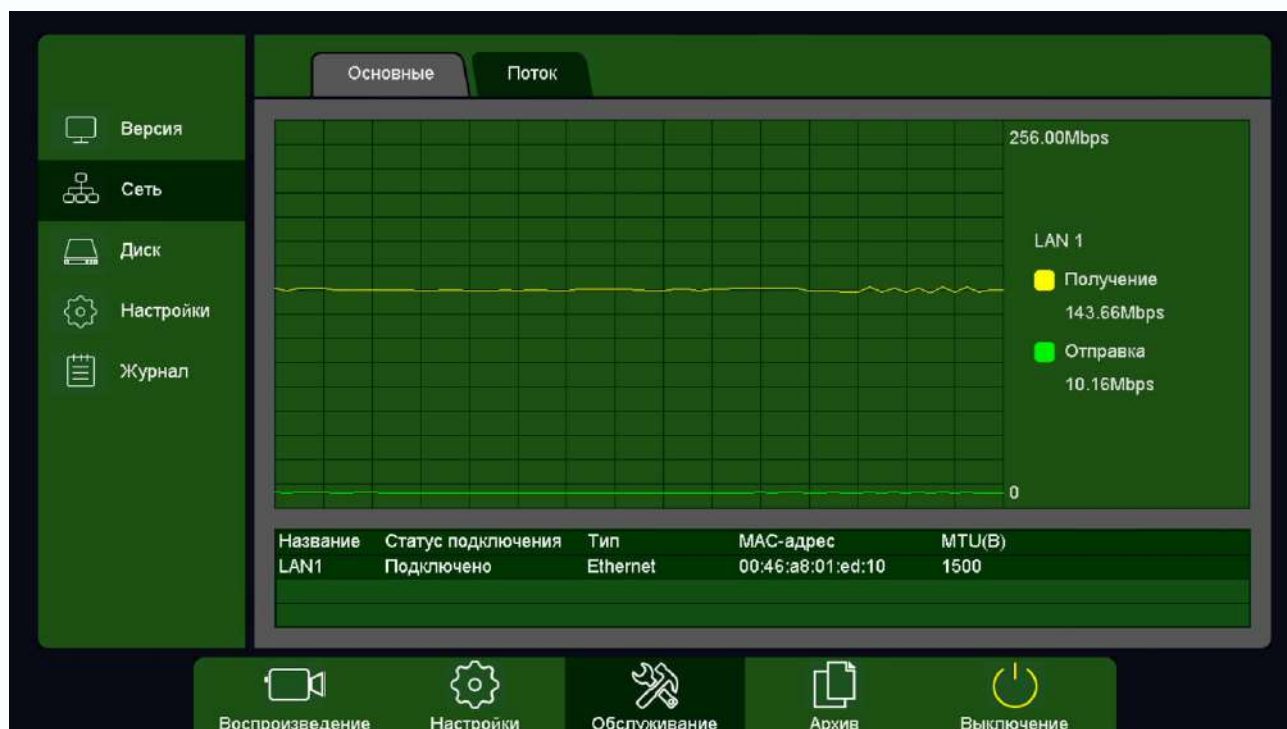 Основные Поток
Версия
Сеть
Диск
Настройки
Журнал
256.00Mbps
LAN 1
Получение
143.66Mbps
Отправка
10.16Mbps
0
Название Статус подключения Тип MAC-адрес MTU(B)
LAN1 Подключено Ethernet 00:46:a8:01:ed:10 1500
Воспроизведение Настройки Обслуживание Архив Выключение